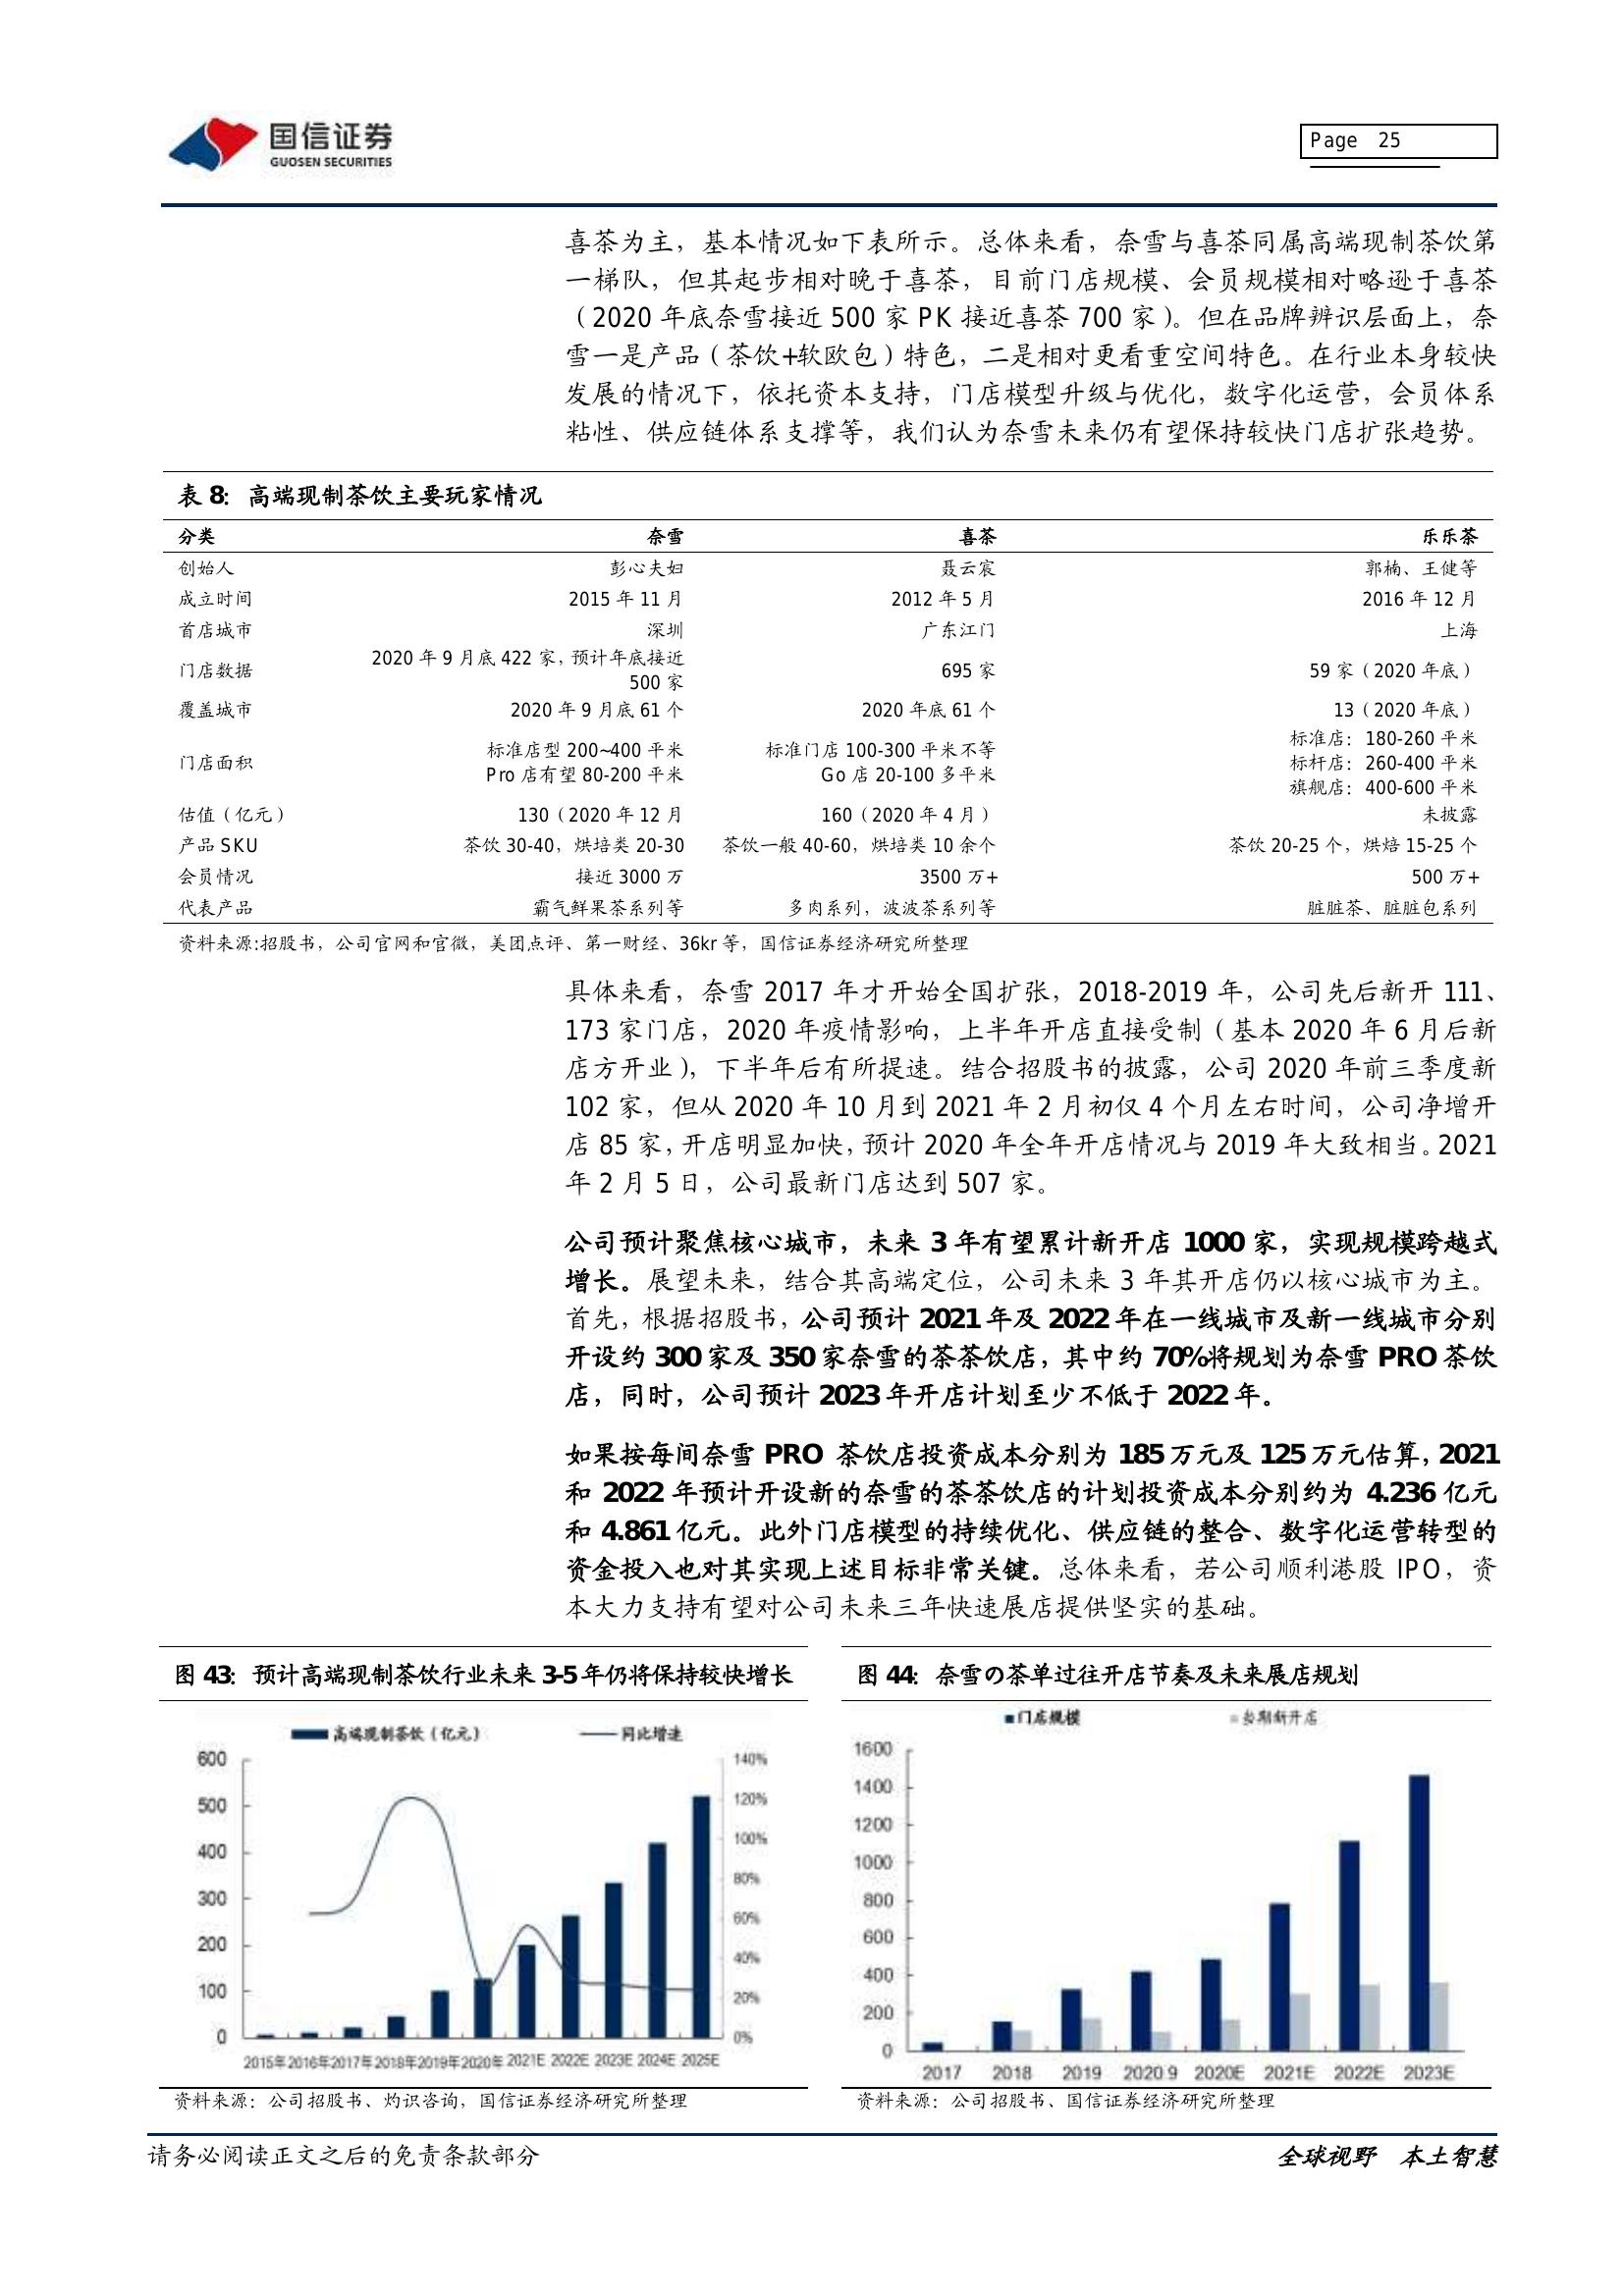 国信证券
GUOSEN SECURITIES
Page 25
喜茶为主，基本情况如下表所示。总体来看，奈雪与喜茶同属高端现制茶饮第
一梯队，但其起步相对晚于喜茶，目前门店规模、会员规模相对略逊于喜茶
（2020 年底奈雪接近 500 家 PK 接近喜茶 700 家）。但在品牌辨识层面上，奈
雪一是产品（茶饮+软欧包）特色，二是相对更看重空间特色。在行业本身较快
发展的情况下，依托资本支持，门店模型升级与优化，数字化运营，会员体系
粘性、供应链体系支撑等，我们认为奈雪未来仍有望保持较快门店扩张趋势。
表 8：高端现制茶饮主要玩家情况
分类 奈雪 喜茶 乐乐茶
创始人 彭心夫妇 聂云宸 郭楠、王健等
成立时间 2015 年 11 月 2012 年 5 月 2016 年 12 月
首店城市 深圳 广东江门 上海
门店数据 2020 年 9 月底 422 家，预计年底接近 500 家 695 家 59 家（2020 年底）
覆盖城市 2020 年 9 月底 61 个 2020 年底 61 个 13（2020 年底）
门店面积 标准店型 200~400 平米 标准门店 100-300 平米不等 标准店：180-260 平米
Pro 店有望 80-200 平米 Go 店 20-100 多平米 标杆店：260-400 平米
旗舰店：400-600 平米
估值（亿元） 130（2020 年 12 月 160（2020 年 4 月） 未披露
产品 SKU 茶饮 30-40，烘培类 20-30 茶饮一般 40-60，烘培类 10 余个 茶饮 20-25 个，烘焙 15-25 个
会员情况 接近 3000 万 3500 万+ 500 万+
代表产品 霸气鲜果茶系列等 多肉系列，波波茶系列等 脏脏茶、脏脏包系列
资料来源:招股书，公司官网和官微，美团点评、第一财经、36kr 等，国信证券经济研究所整理
具体来看，奈雪 2017 年才开始全国扩张，2018-2019 年，公司先后新开 111、
173 家门店，2020 年疫情影响，上半年开店直接受制（基本 2020 年 6 月后新
店方开业），下半年后有所提速。结合招股书的披露，公司 2020 年前三季度新
102 家，但从 2020 年 10 月到 2021 年 2 月初仅 4 个月左右时间，公司净增开
店 85 家，开店明显加快，预计 2020 年全年开店情况与 2019 年大致相当。2021
年 2 月 5 日，公司最新门店达到 507 家。
公司预计聚焦核心城市，未来 3 年有望累计新开店 1000 家，实现规模跨越式
增长。展望未来，结合其高端定位，公司未来 3 年其开店仍以核心城市为主。
首先，根据招股书，公司预计 2021 年及 2022 年在一线城市及新一线城市分别
开设约 300 家及 350 家奈雪的茶茶饮店，其中约 70%将规划为奈雪 PRO 茶饮
店，同时，公司预计 2023 年开店计划至少不低于 2022 年。
如果按每间奈雪 PRO 茶饮店投资成本分别为 185 万元及 125 万元估算，2021
和 2022 年预计开设新的奈雪的茶茶饮店的计划投资成本分别约为 4.236 亿元
和 4.861 亿元。此外门店模型的持续优化、供应链的整合、数字化运营转型的
资金投入也对其实现上述目标非常关键。总体来看，若公司顺利港股 IPO，资
本大力支持有望对公司未来三年快速展店提供坚实的基础。
图 43：预计高端现制茶饮行业未来 3-5 年仍将保持较快增长
高端现制茶饮（亿元） 同比增速
600
500
400
300
200
100
0
140%
120%
100%
80%
60%
40%
20%
0%
2015年 2016年 2017年 2018年 2019年 2020年 2021E 2022E 2023E 2024E 2025E
资料来源：公司招股书、灼识咨询，国信证券经济研究所整理
图 44：奈雪の茶单过往开店节奏及未来展店规划
门店规模 当期新开店
1600
1400
1200
1000
800
600
400
200
0
2017 2018 2019 2020 9 2020E 2021E 2022E 2023E
资料来源：公司招股书、国信证券经济研究所整理
请务必阅读正文之后的免责条款部分
全球视野 本土智慧